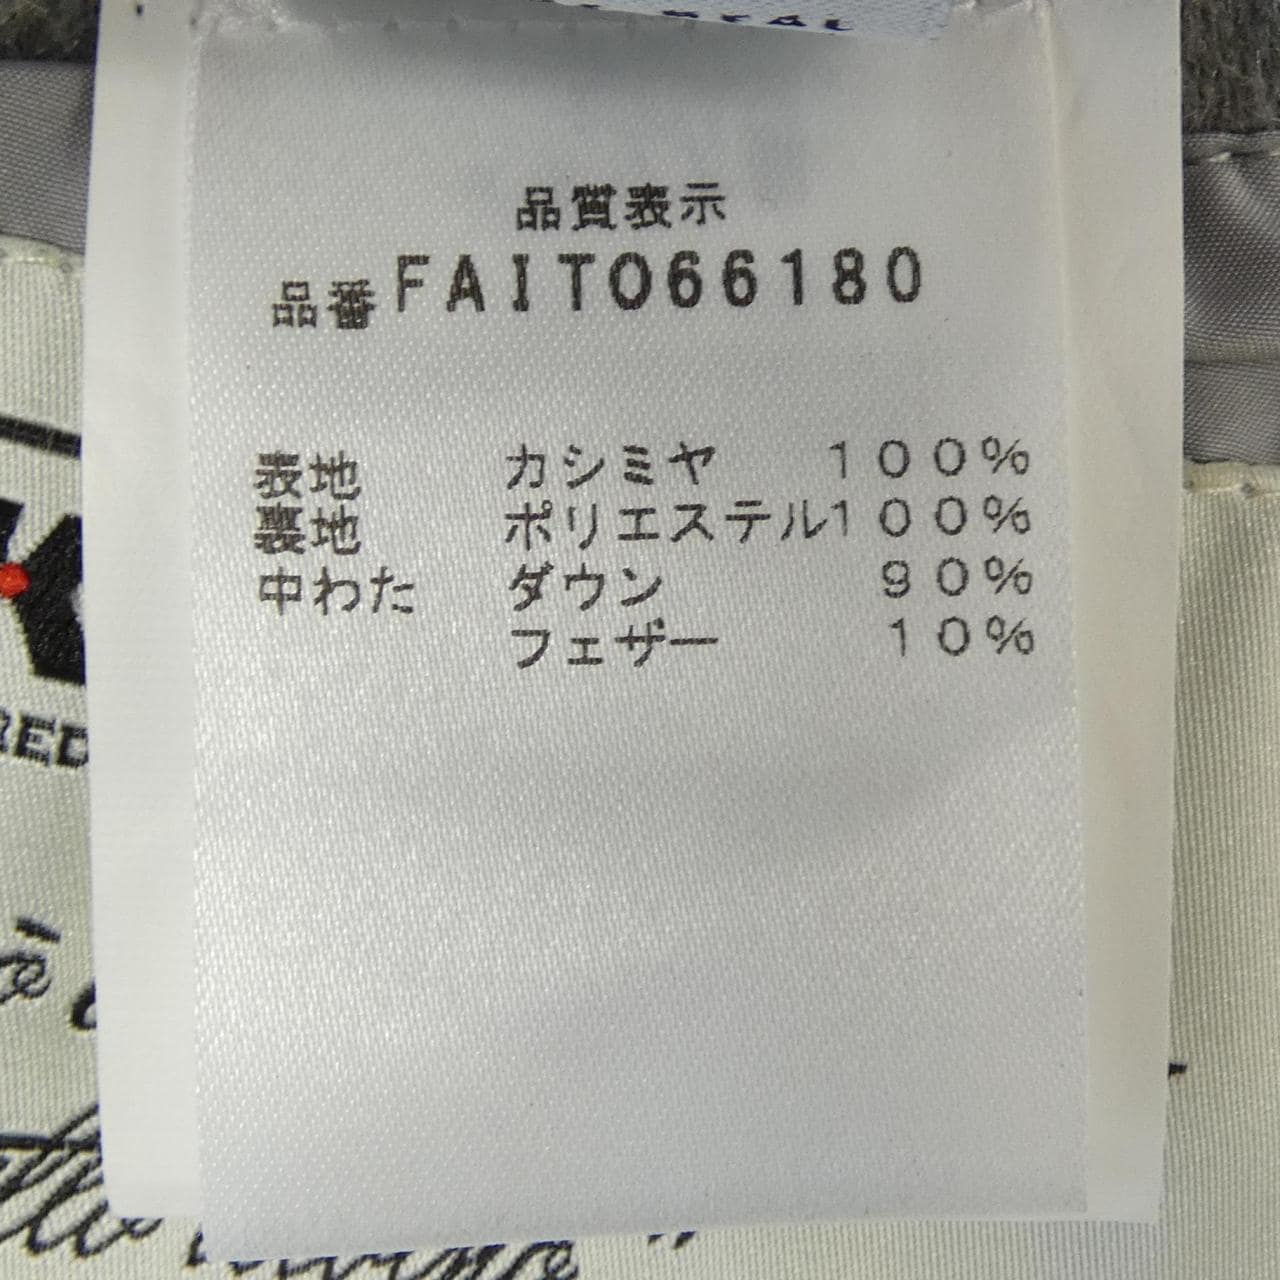 品質表示
品番FAITO66180
表地 カシミヤ 100%
裏地 ポリエステル100%
中わた ダウン 90%
フェザー 10%
RED